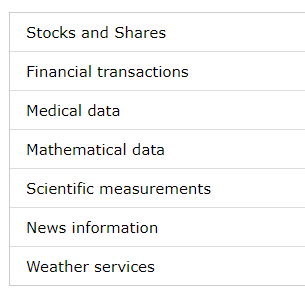 Stocks and Shares
Financial transactions
Medical data
Mathematical data
Scientific measurements
News information
Weather services